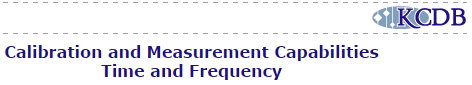 KCDB
Calibration and Measurement Capabilities
Time and Frequency